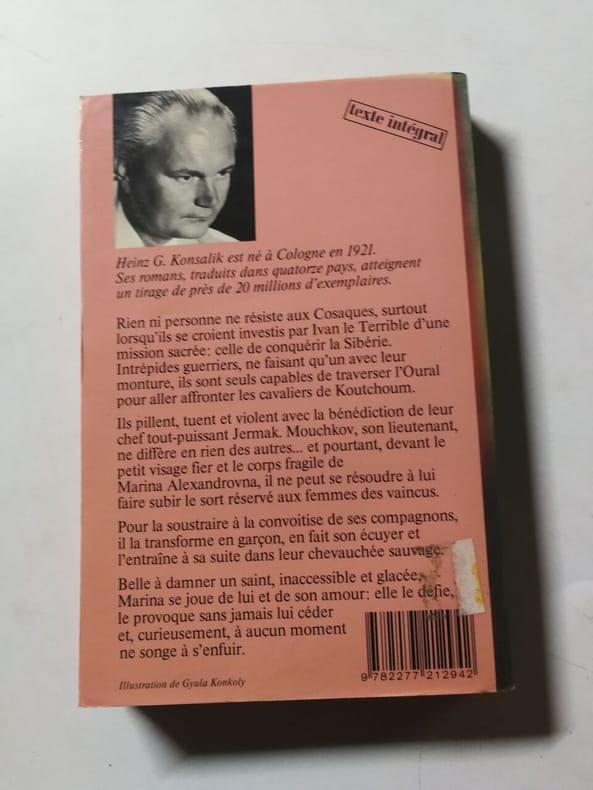 texte intégral
Heinz G. Konsalik est né à Cologne en 1921.
Ses romans, traduits dans quatorze pays, atteignent
un tirage de près de 20 millions d'exemplaires.
Rien ni personne ne résiste aux Cosaques, surtout
lorsqu'ils se croient investis par Ivan le Terrible d'une
mission sacrée: celle de conquérir la Sibérie.
Intrépides guerriers, ne faisant qu'un avec leur
monture, ils sont seuls capables de traverser l'Oural
pour aller affronter les cavaliers de Koutchoum.
Ils pillent, tuent et violent avec la bénédiction de leur
chef tout-puissant Jermak. Mouchkov, son lieutenant,
ne diffère en rien des autres... et pourtant, devant le
petit visage fier et le corps fragile de
Marina Alexandrovna, il ne peut se résoudre à lui
faire subir le sort réservé aux femmes des vaincus.
Pour la soustraire à la convoitise de ses compagnons,
il la transforme en garçon, en fait son écuyer et
l'entraîne à sa suite dans leur chevauchée sauvage.
Belle à damner un saint, inaccessible et glacée,
Marina se joue de lui et de son amour: elle le défie,
le provoque sans jamais lui céder
et, curieusement, à aucun moment
ne songe à s'enfuir.
Illustration de Gyula Konkoly
9 782277 212942